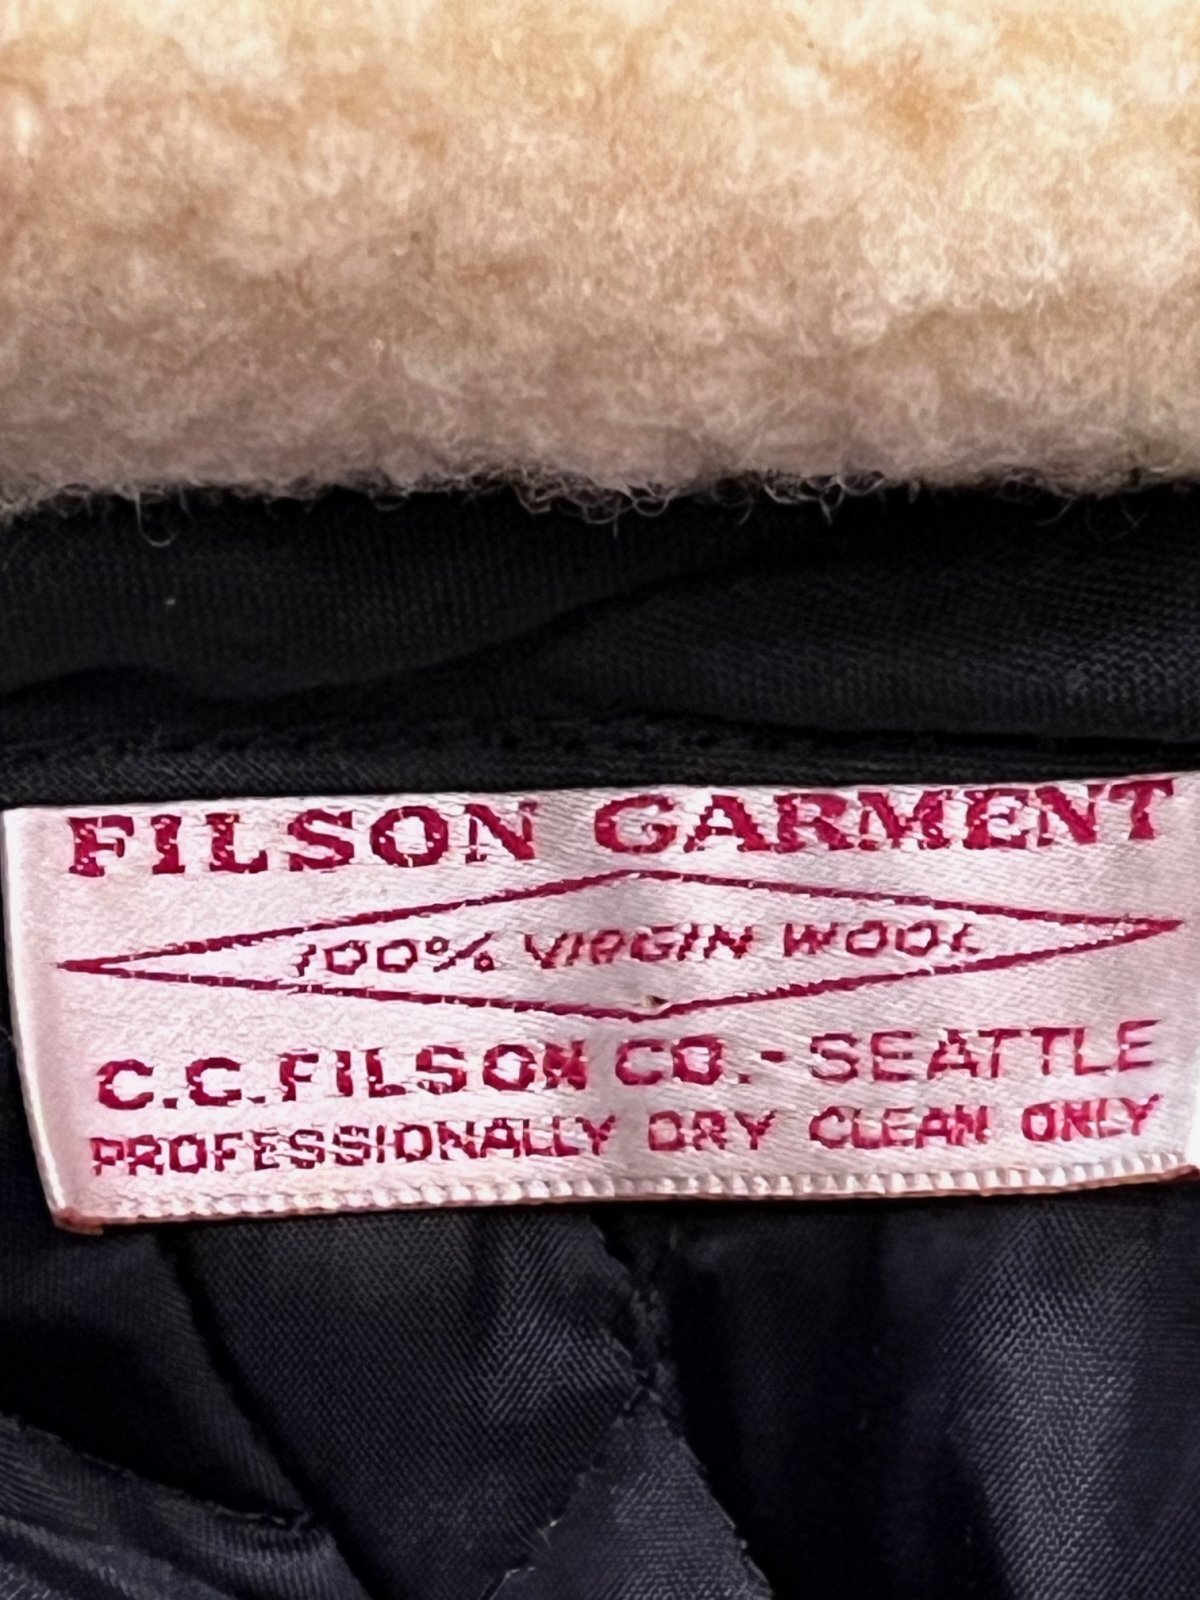 FILSON GARMENT
100% VIRGIN WOOL
C.C.FILSON CO.-SEATTLE
PROFESSIONALLY DRY CLEAN ONLY